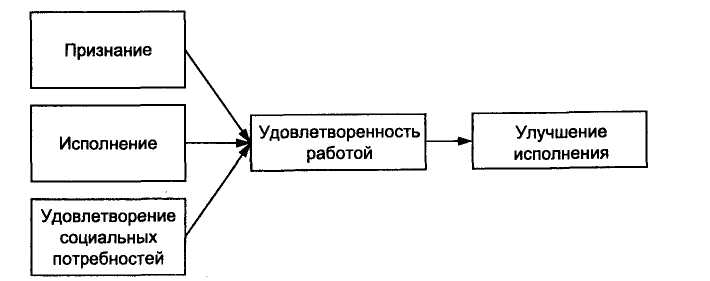 Признание
Исполнение
Удовлетворение
социальных
потребностей
Удовлетворенность
работой
Улучшение
исполнения